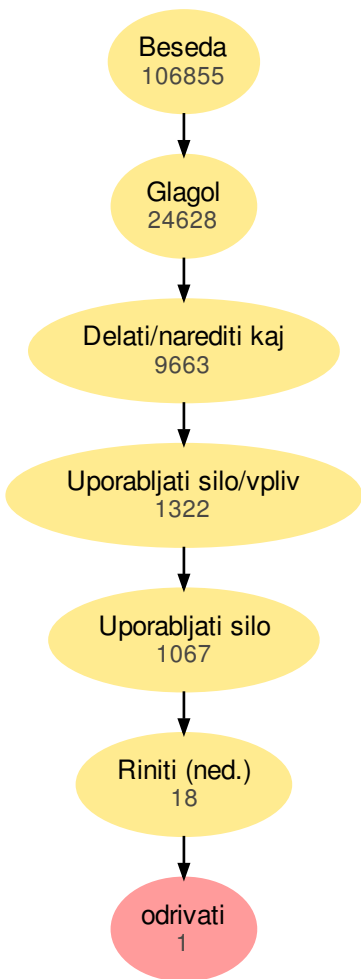 Beseda
106855
Glagol
24628
Delati/narediti kaj
9663
Uporabljati silo/vpliv
1322
Uporabljati silo
1067
Riniti (ned.)
18
odrivati
1